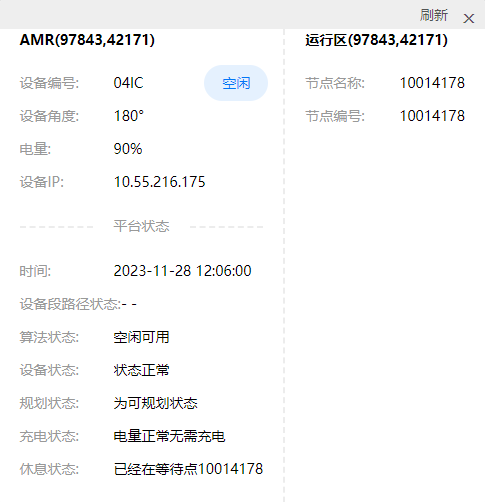 刷新 ×
AMR(97843,42171)
设备编号: 04IC 空闲
设备角度: 180°
电量: 90%
设备IP: 10.55.216.175
平台状态
时间: 2023-11-28 12:06:00
设备段路径状态:- -
算法状态: 空闲可用
设备状态: 状态正常
规划状态: 为可规划状态
充电状态: 电量正常无需充电
休息状态: 已经在等待点10014178
运行区(97843,42171)
节点名称: 10014178
节点编号: 10014178